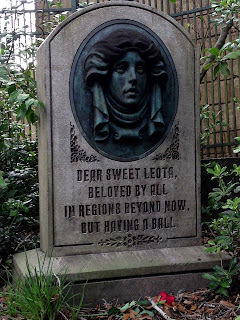 DEAR SWEET LEOTA,
BELOVED BY ALL
IN REGIONS BEYOND NOW,
BUT HAVING A BALL.